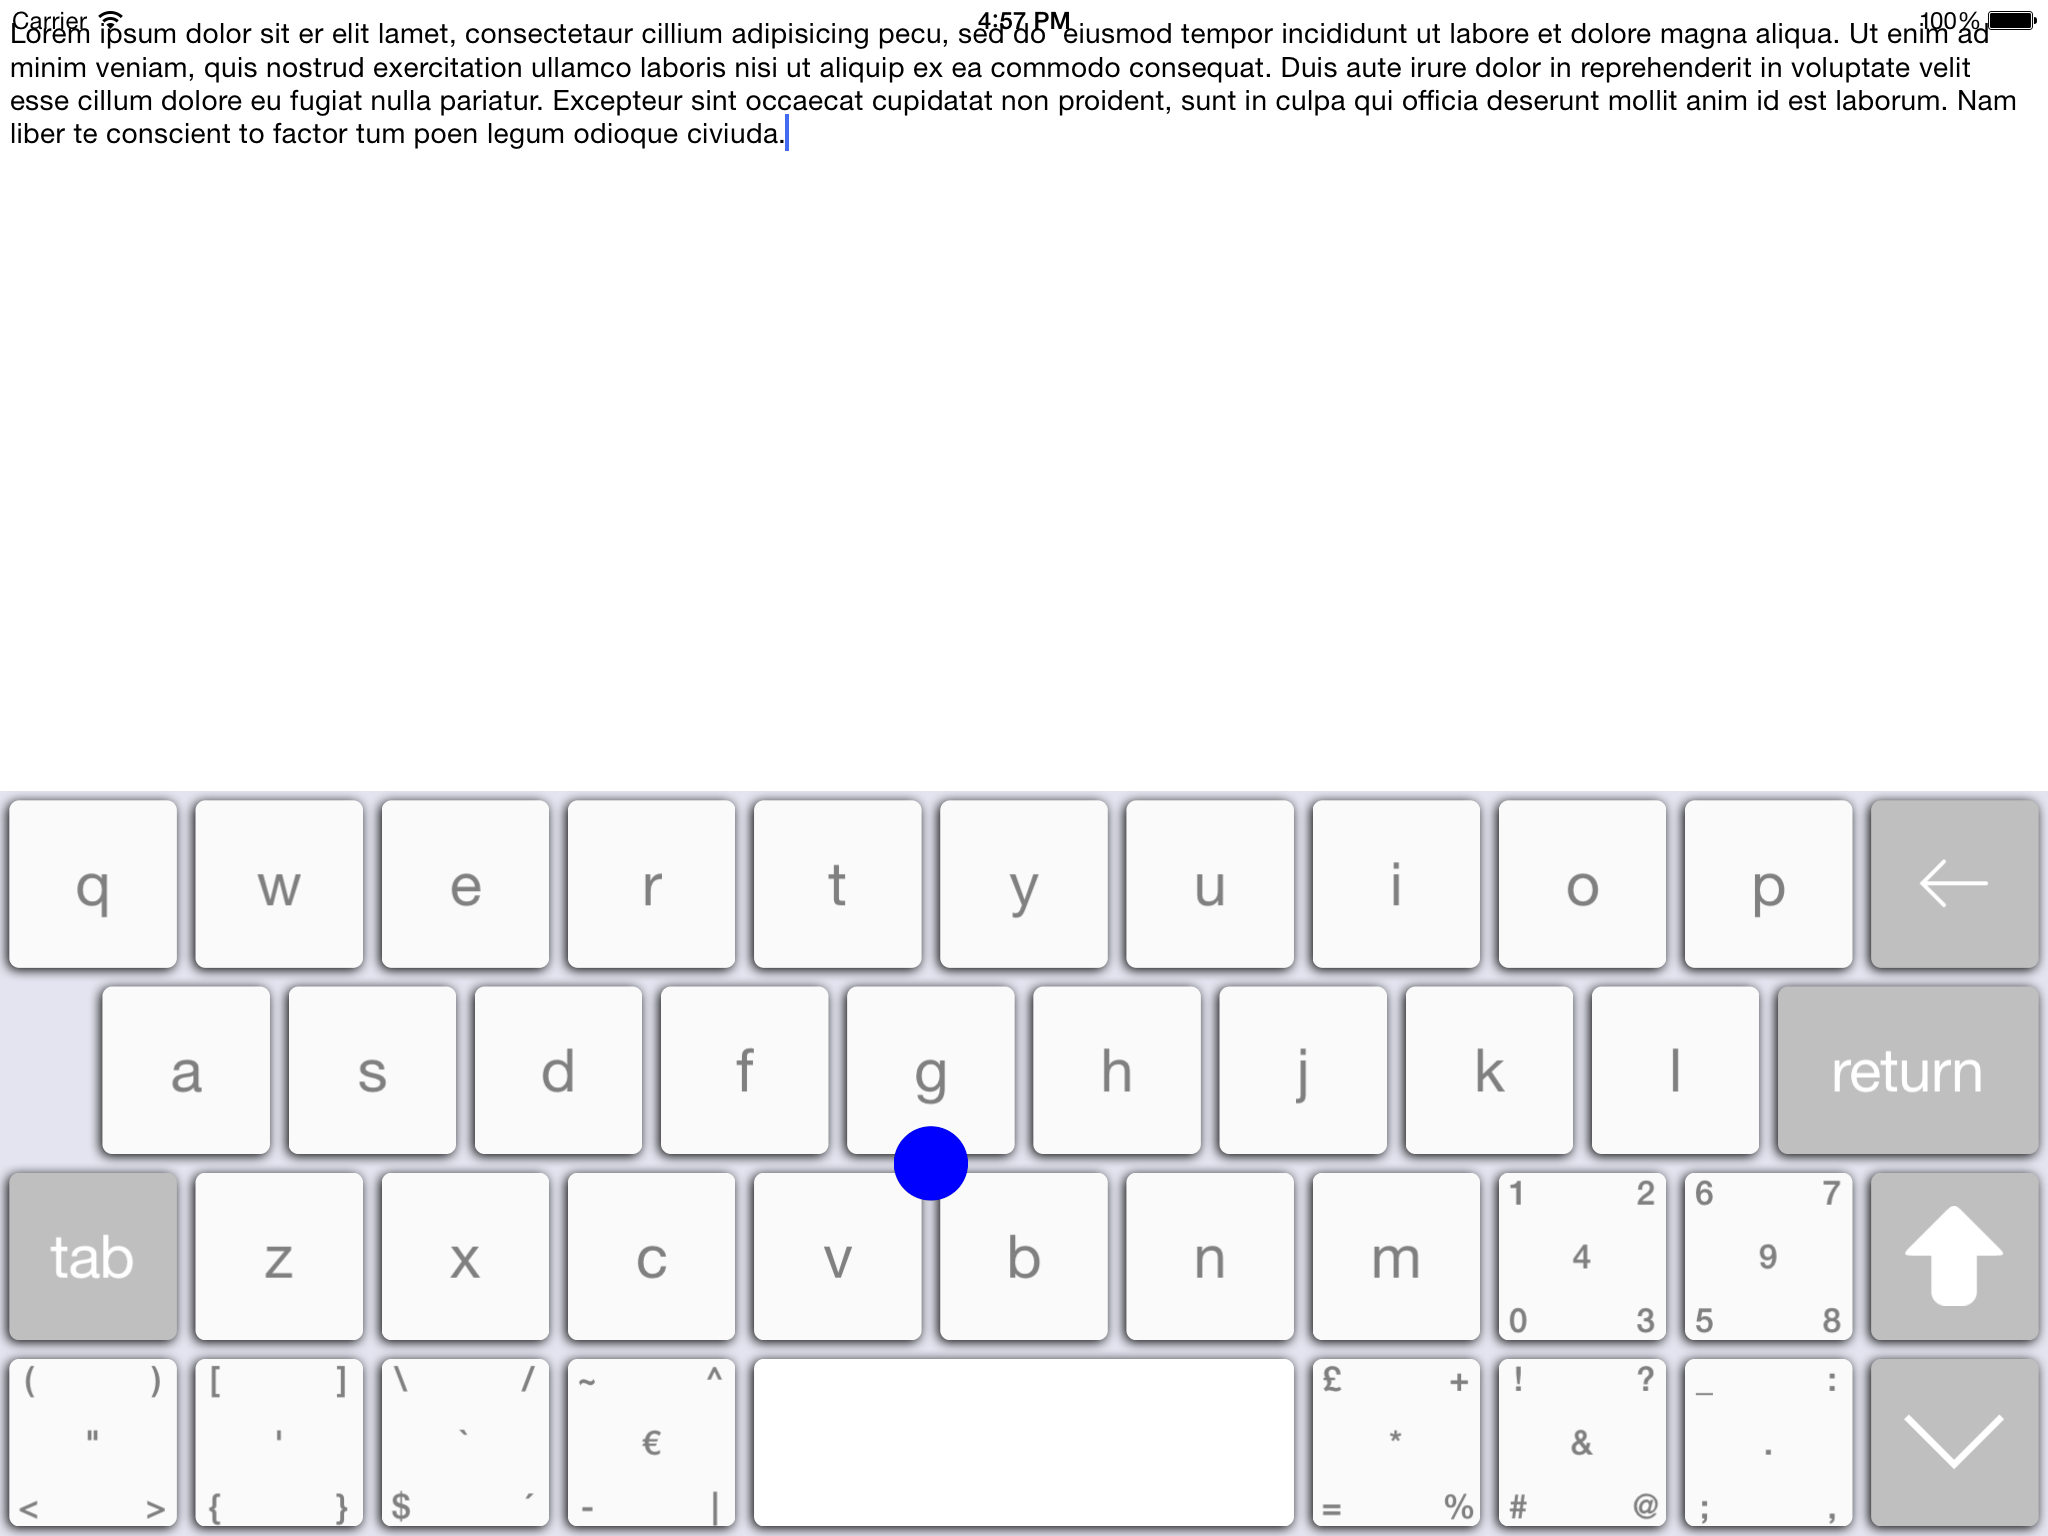 Carrier 4:57 PM 100%
Lorem ipsum dolor sit er elit lamet, consectetaur cillium adipisicing pecu, sed do eiusmod tempor incididunt ut labore et dolore magna aliqua. Ut enim ad
minim veniam, quis nostrud exercitation ullamco laboris nisi ut aliquip ex ea commodo consequat. Duis aute irure dolor in reprehenderit in voluptate velit
esse cillum dolore eu fugiat nulla pariatur. Excepteur sint occaecat cupidatat non proident, sunt in culpa qui officia deserunt mollit anim id est laborum. Nam
liber te conscient to factor tum poen legum odioque civiuda.
q w e r t y u i o p ←
a s d f g h j k l return
1 2 6 7
tab z x c v b n m 4 9
0 3 5 8
( ) [ ] \ / ~ ^ £ + ! ? _ :
" ' ` € * & .
< > { } $ ´ - | = % # @ ; ,